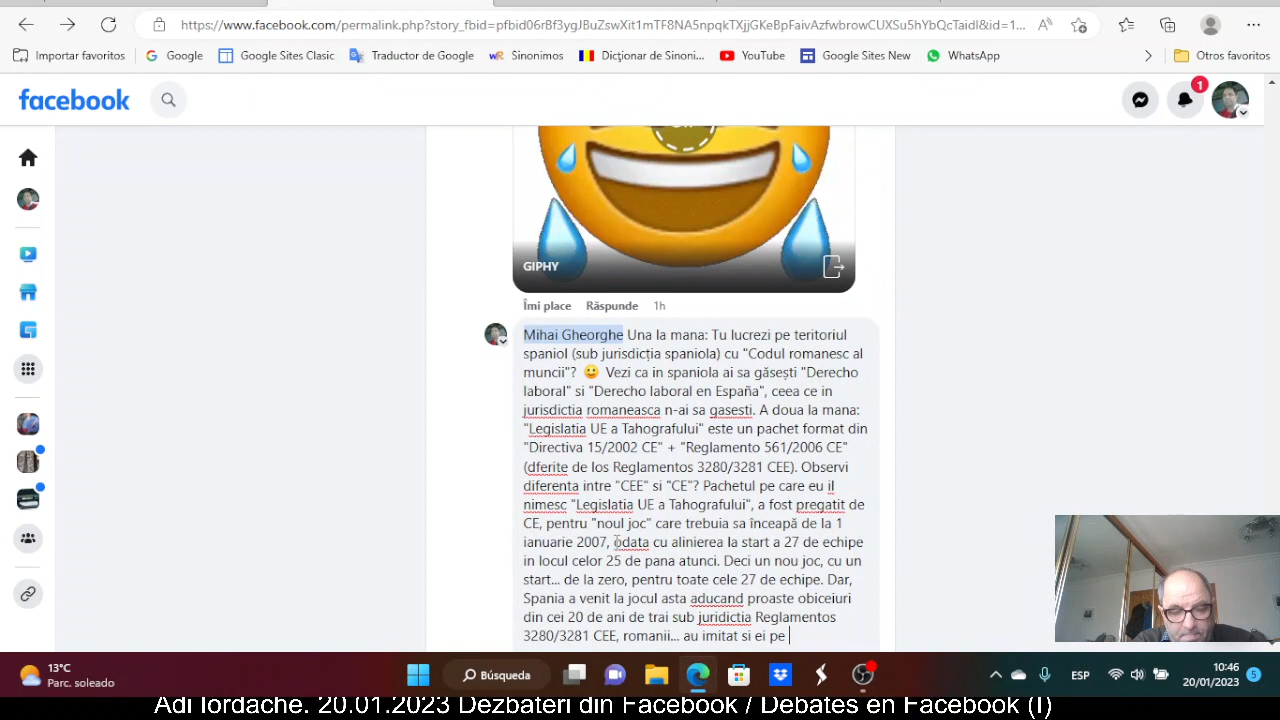 https://www.facebook.com/permalink.php?story_fbid=pfbid06rBf3ygJBuZswXit1mTF8NA5npqkTXjjGKeBpFaivAzfwbrowCUXSu5hYbQcTaidl&id=1...
Importar favoritos
Google
Google Sites Clasic
Traductor de Google
wR
Sinonimos
Dicționar de Sinoni...
YouTube
Google Sites New
WhatsApp
Otros favoritos
facebook
1
GIPHY
Îmi place Răspunde 1h
Mihai Gheorghe Una la mana: Tu lucrezi pe teritoriul
spaniol (sub jurisdicția spaniola) cu "Codul romanesc al
muncii"? 🙂 Vezi ca in spaniola ai sa găsești "Derecho
laboral" si "Derecho laboral en España", ceea ce in
jurisdictia romaneasca n-ai sa gasesti. A doua la mana:
"Legislatia UE a Tahografului" este un pachet format din
"Directiva 15/2002 CE" + "Reglamento 561/2006 CE"
(dferite de los Reglamentos 3280/3281 CEE). Observi
diferenta intre "CEE" si "CE"? Pachetul pe care eu il
nimesc "Legislatia UE a Tahografului", a fost pregatit de
CE, pentru "noul joc" care trebuia sa înceapă de la 1
ianuarie 2007, odata cu alinierea la start a 27 de echipe
in locul celor 25 de pana atunci. Deci un nou joc, cu un
start... de la zero, pentru toate cele 27 de echipe. Dar,
Spania a venit la jocul asta aducand proaste obiceiuri
din cei 20 de ani de trai sub juridictia Reglamentos
3280/3281 CEE, romanii... au imitat si ei pe
13°C
Parc. soleado
Búsqueda
ESP
10:46
20/01/2023
5
Adi Iordache. 20.01.2023 Dezbateri din Facebook / Debates en Facebook (I)